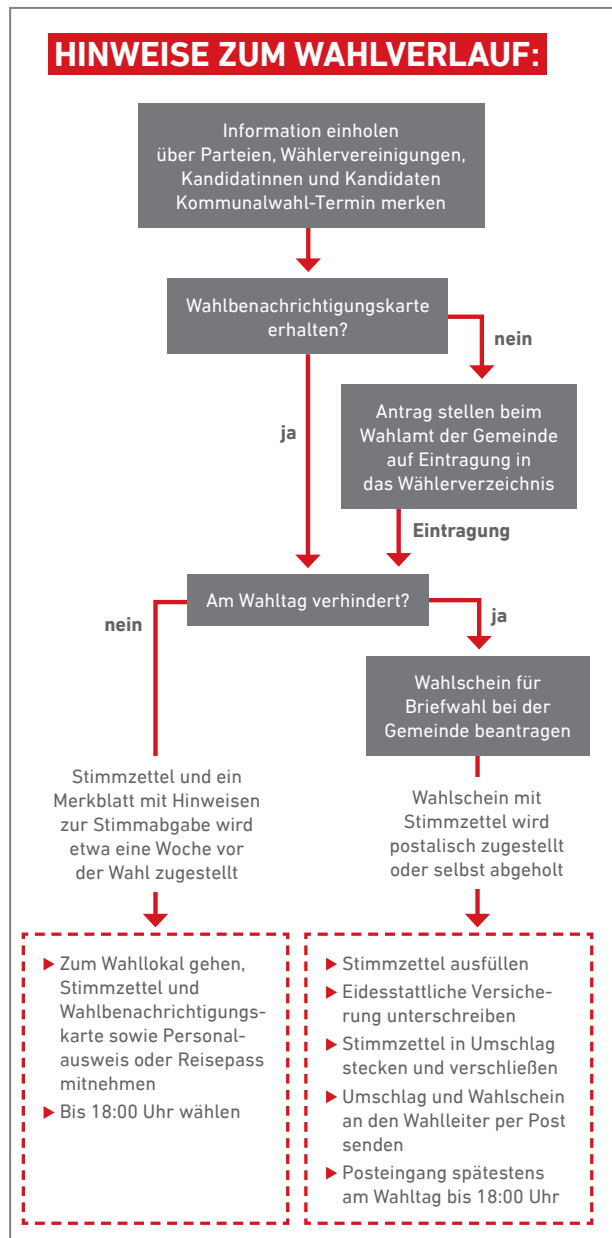 HINWEISE ZUM WAHLVERLAUF:
Information einholen
über Parteien, Wählervereinigungen,
Kandidatinnen und Kandidaten
Kommunalwahl-Termin merken
Wahlbenachrichtigungskarte
erhalten?
nein
ja
Antrag stellen beim
Wahlamt der Gemeinde
auf Eintragung in
das Wählerverzeichnis
Eintragung
Am Wahltag verhindert?
nein
ja
Wahlschein für
Briefwahl bei der
Gemeinde beantragen
Stimmzettel und ein
Merkblatt mit Hinweisen
zur Stimmabgabe wird
etwa eine Woche vor
der Wahl zugestellt
Wahlschein mit
Stimmzettel wird
postalisch zugestellt
oder selbst abgeholt
Zum Wahllokal gehen,
Stimmzettel und
Wahlbenachrichtigungs-
karte sowie Personal-
ausweis oder Reisepass
mitnehmen
Bis 18:00 Uhr wählen
Stimmzettel ausfüllen
Eidesstattliche Versiche-
rung unterschreiben
Stimmzettel in Umschlag
stecken und verschließen
Umschlag und Wahlschein
an den Wahlleiter per Post
senden
Posteingang spätestens
am Wahltag bis 18:00 Uhr